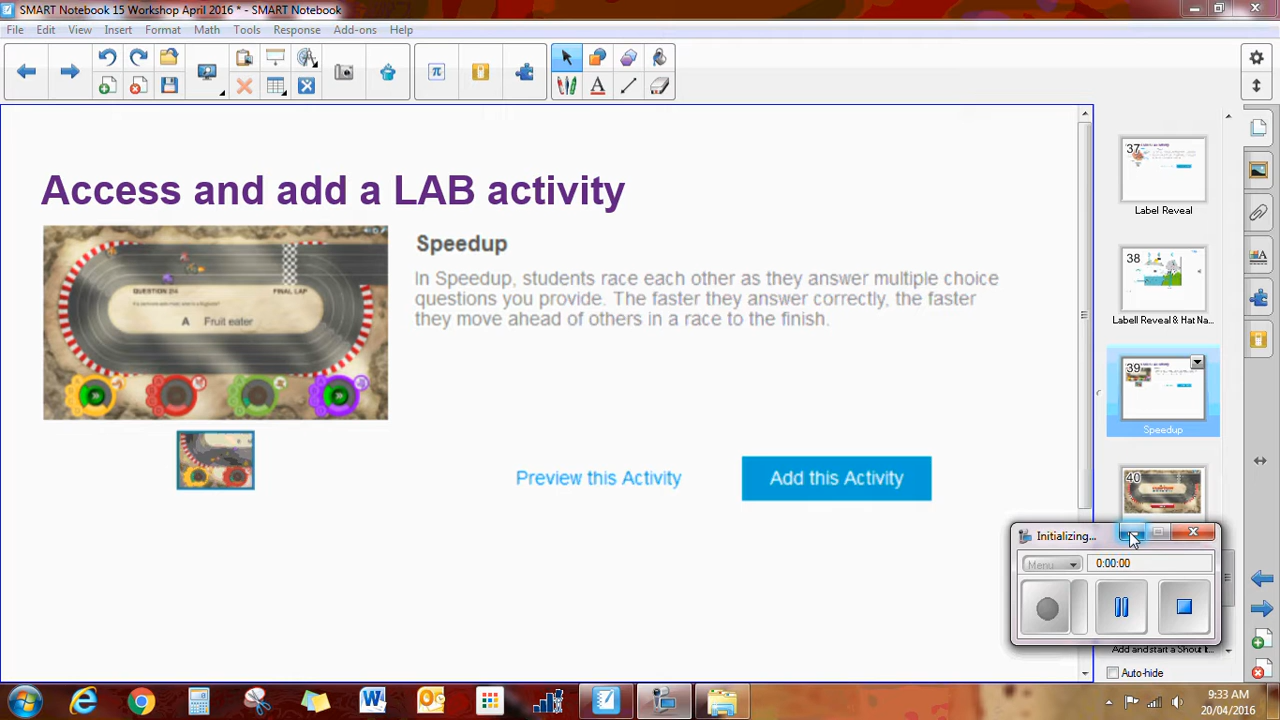 SMART Notebook 15 Workshop April 2016 * - SMART Notebook
File Edit View Insert Format Math Tools Response Add-ons Help
Access and add a LAB activity
QUESTION 2/4
FINAL LAP
A Fruit eater
Speedup
In Speedup, students race each other as they answer multiple choice
questions you provide. The faster they answer correctly, the faster
they move ahead of others in a race to the finish.
Preview this Activity
Add this Activity
37
Label Reveal
38
Labell Reveal & Hat Na...
39
Speedup
40
Initializing...
Menu
0:00:00
Add and start a Shout I...
Auto-hide
9:33 AM
20/04/2016